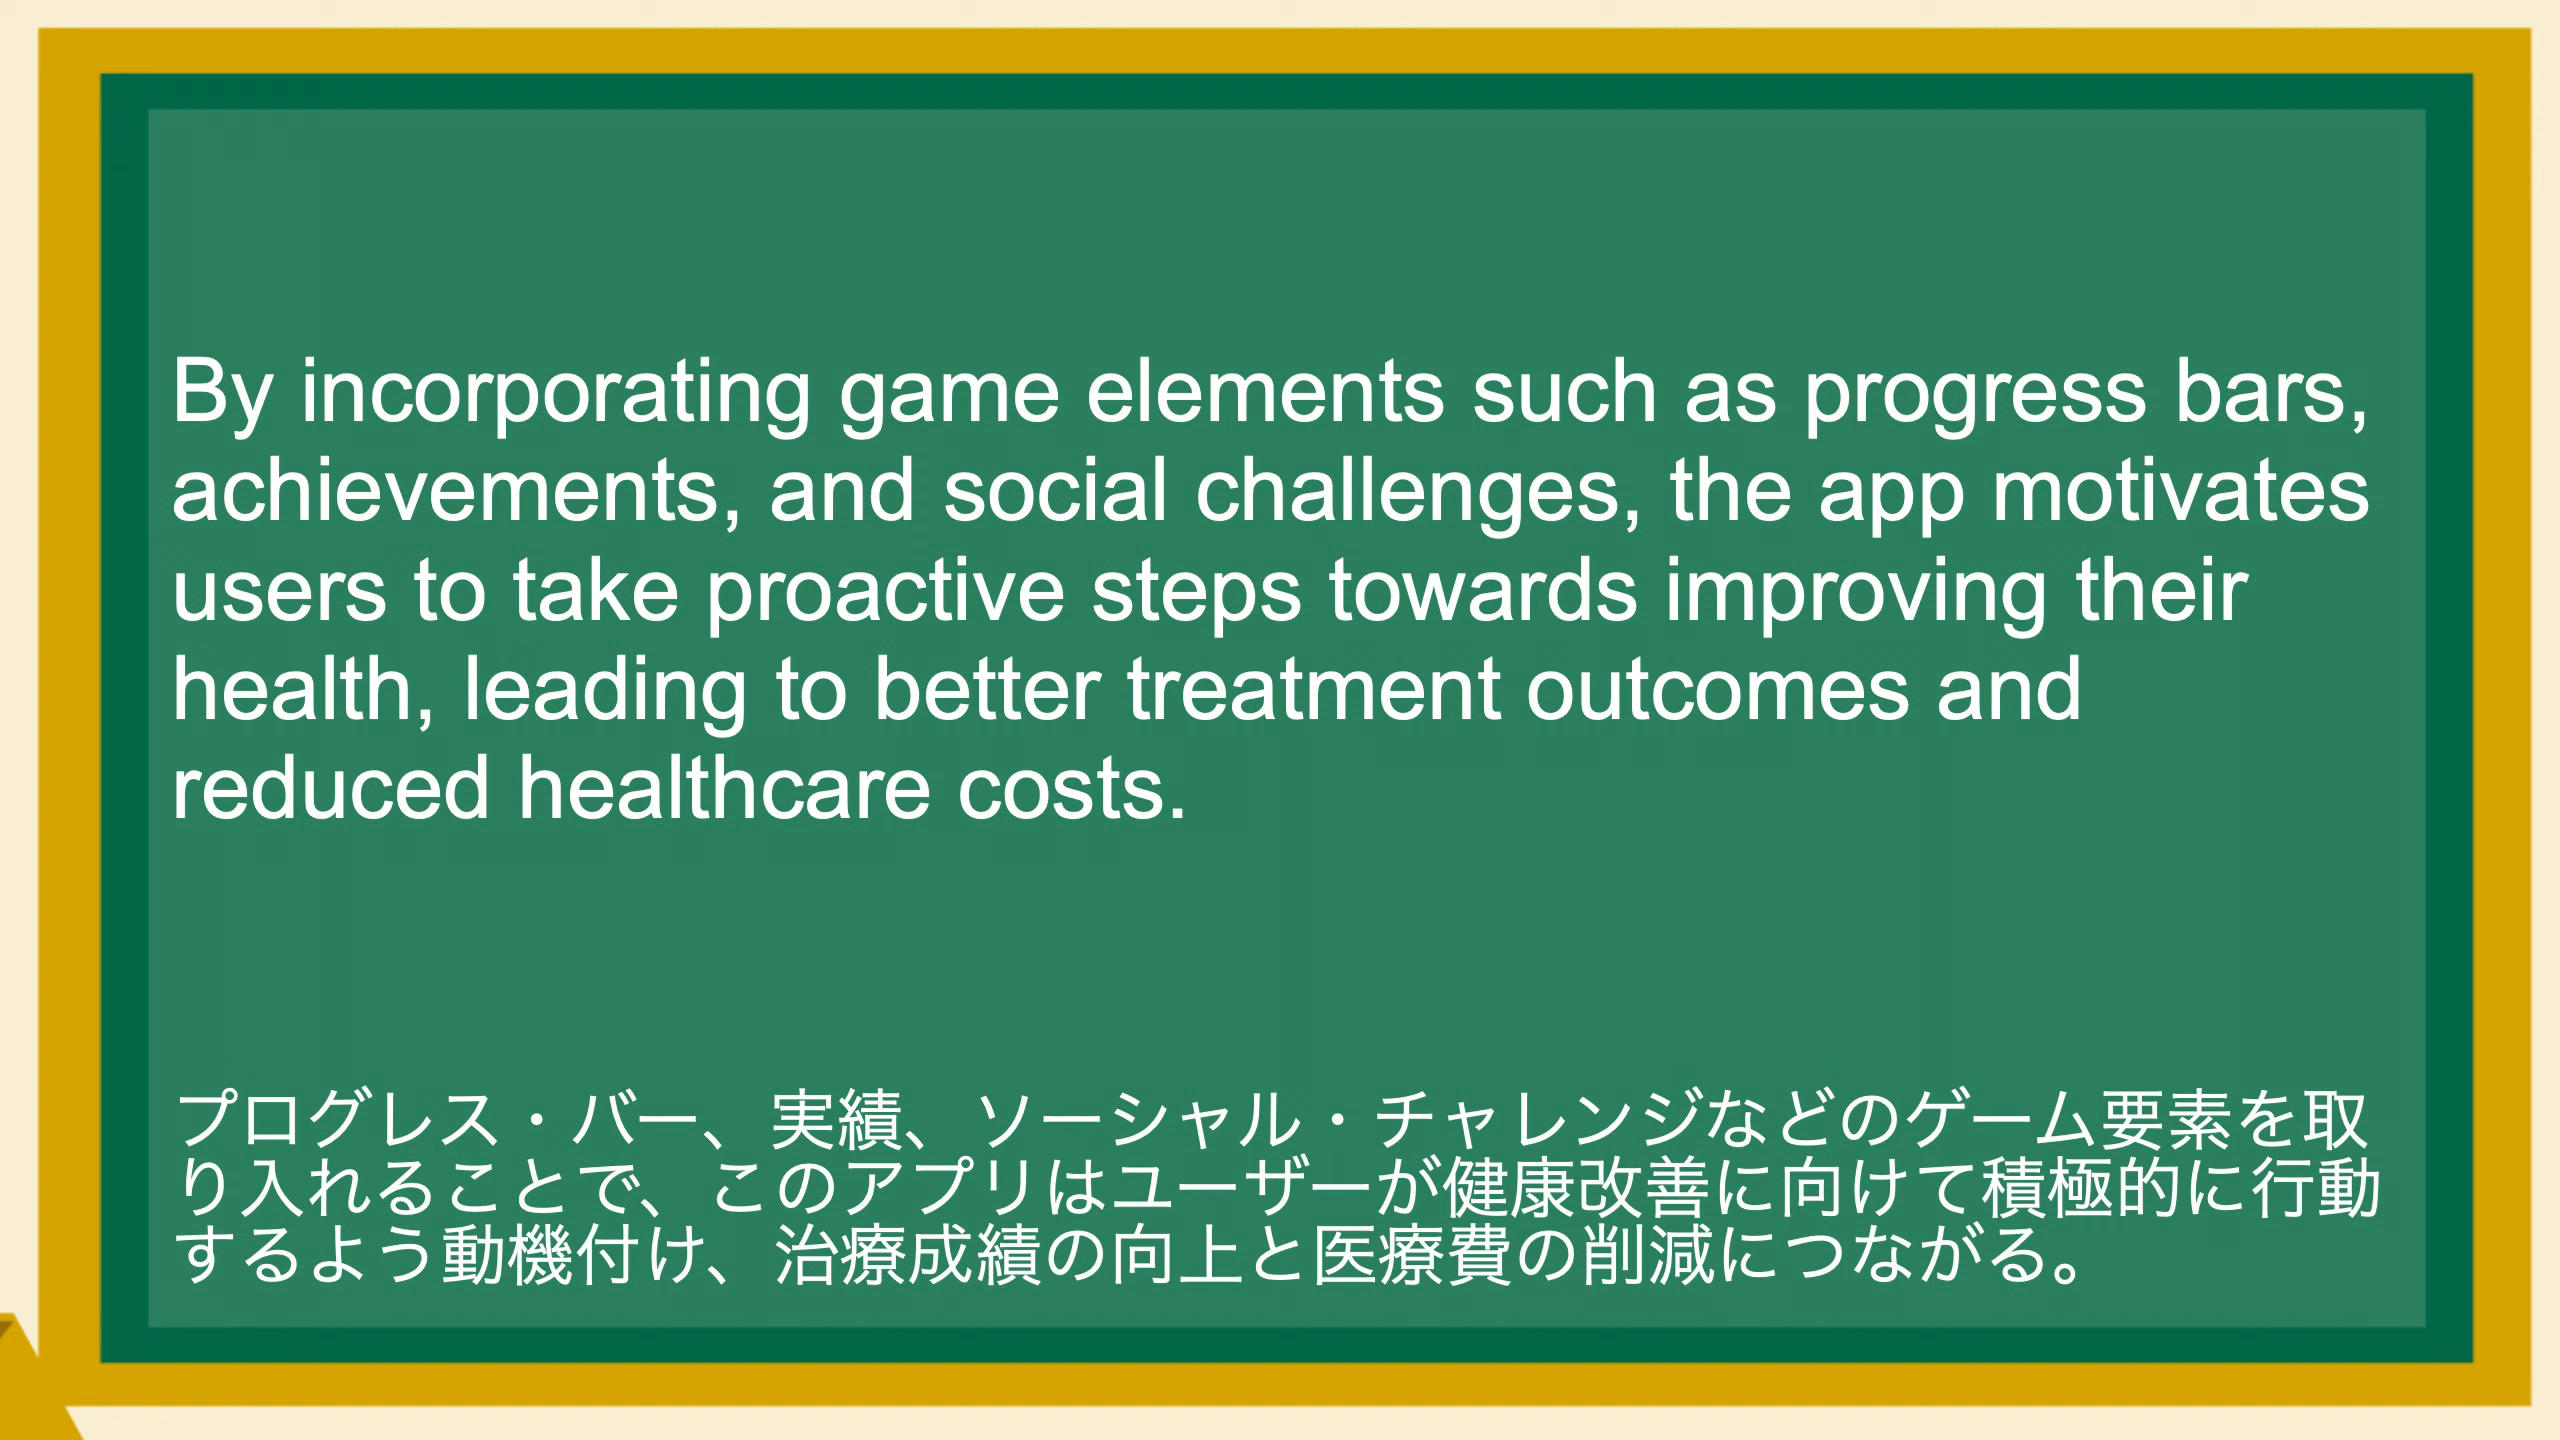 By incorporating game elements such as progress bars,
achievements, and social challenges, the app motivates
users to take proactive steps towards improving their
health, leading to better treatment outcomes and
reduced healthcare costs.
プログレス・バー、実績、ソーシャル・チャレンジなどのゲーム要素を取
り入れることで、このアプリはユーザーが健康改善に向けて積極的に行動
するよう動機付け、治療成績の向上と医療費の削減につながる。